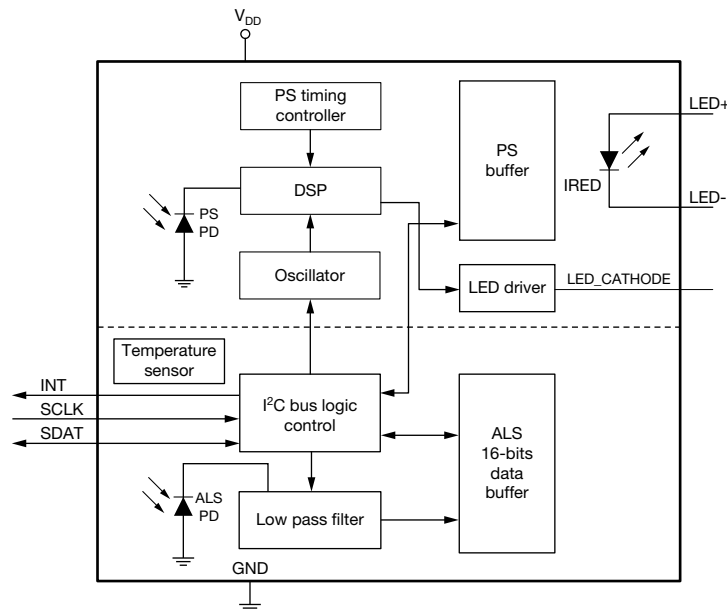 VDD
PS timing
controller
LED+
PS
buffer
DSP
IRED
PS
PD
LED-
Oscillator
LED driver
LED_CATHODE
Temperature
sensor
INT
SCLK
SDAT
I²C bus logic
control
ALS
16-bits
data
buffer
ALS
PD
Low pass filter
GND